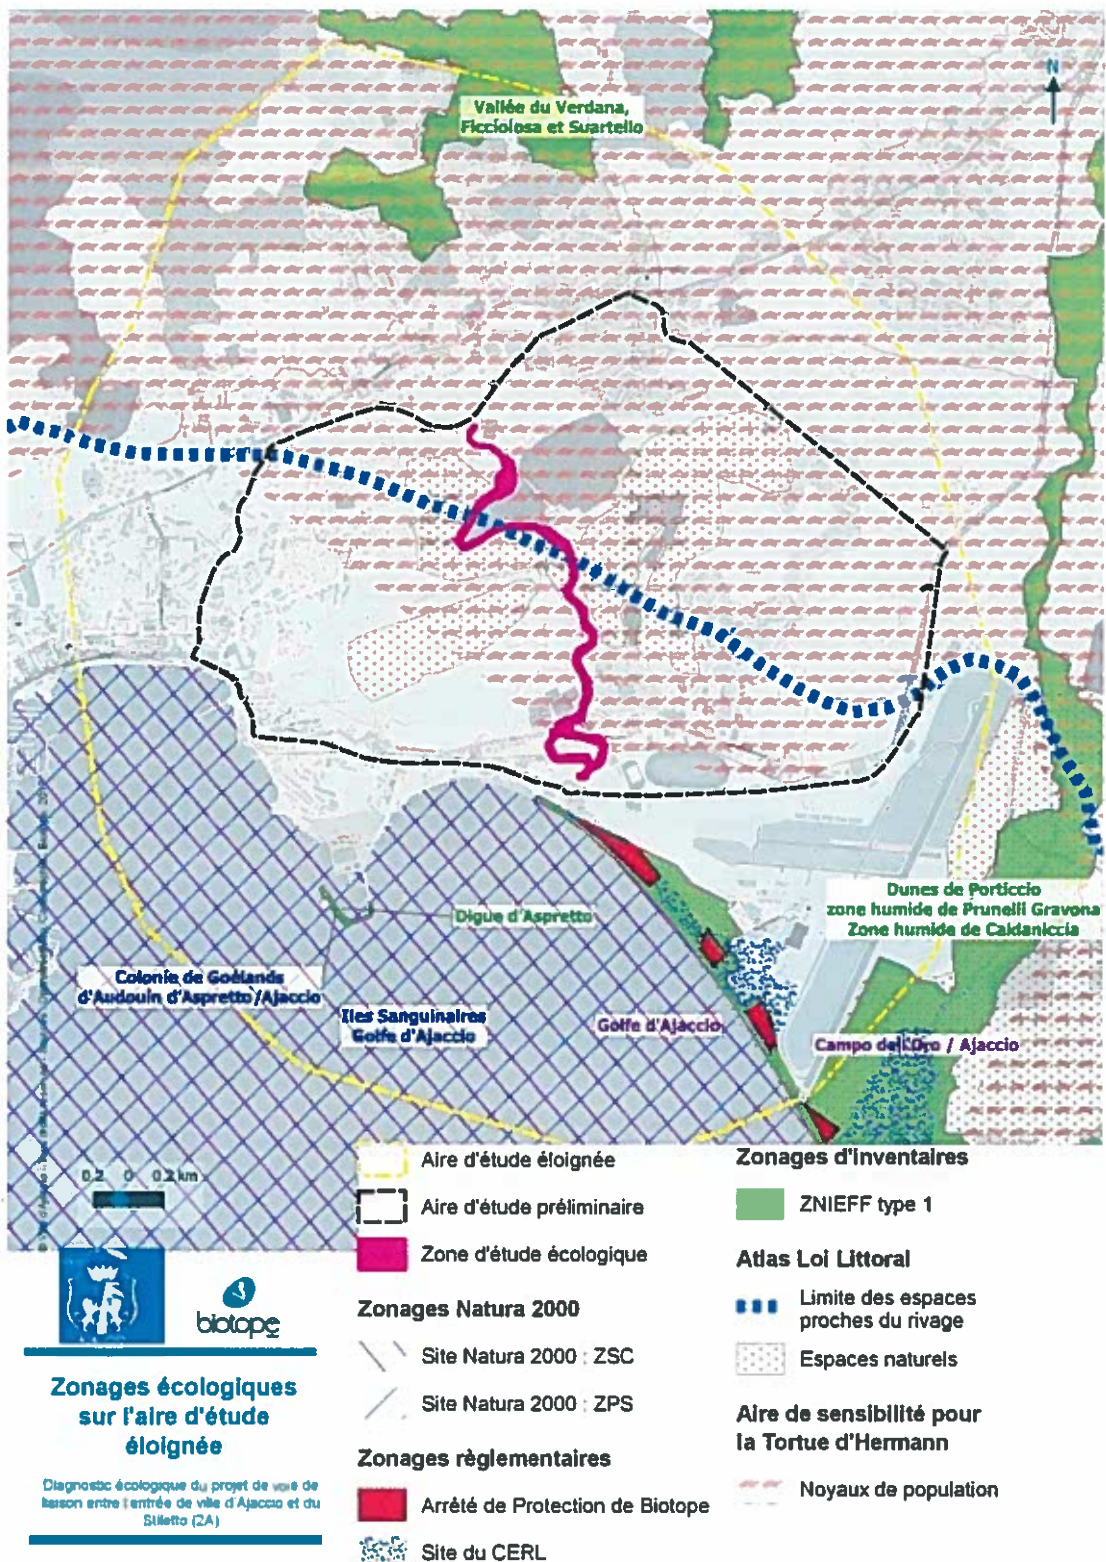 N
Vallée du Verdana,
Ficciolosa et Suartello
Dunes de Porticcio
zone humide de Prunelli Gravona
Zone humide de Caldaniccia
Digue d'Aspretto
Colonie de Goélands
d'Audouin d'Aspretto/Ajaccio
Iles Sanguinaires
Golfe d'Ajaccio
Golfe d'Ajaccio
Campo dell'Oro / Ajaccio
0,2 0 0,2 km
biotope
Zonages écologiques
sur l'aire d'étude
éloignée
Diagnostic écologique du projet de voie de
liaison entre l'entrée de ville d'Ajaccio et du
Stiletto (2A)
Aire d'étude éloignée
Aire d'étude préliminaire
Zone d'étude écologique
Zonages Natura 2000
Site Natura 2000 : ZSC
Site Natura 2000 : ZPS
Zonages règlementaires
Arrêté de Protection de Biotope
Site du CERL
Zonages d'inventaires
ZNIEFF type 1
Atlas Loi Littoral
Limite des espaces
proches du rivage
Espaces naturels
Aire de sensibilité pour
la Tortue d'Hermann
Noyaux de population